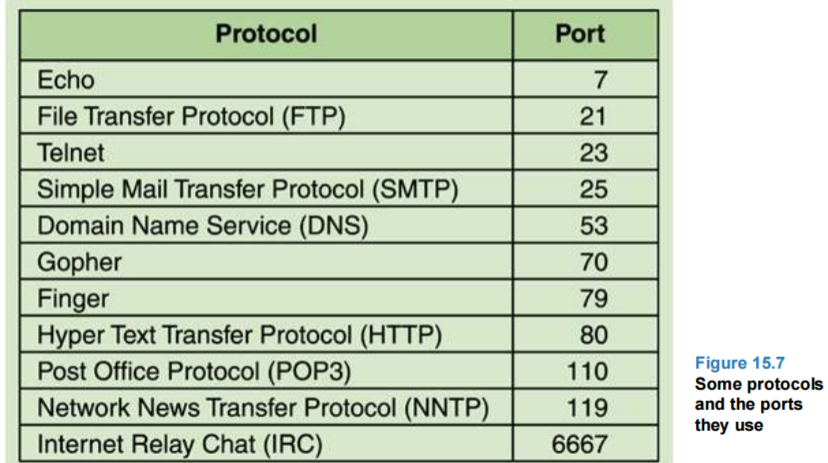 Protocol Port
Echo 7
File Transfer Protocol (FTP) 21
Telnet 23
Simple Mail Transfer Protocol (SMTP) 25
Domain Name Service (DNS) 53
Gopher 70
Finger 79
Hyper Text Transfer Protocol (HTTP) 80
Post Office Protocol (POP3) 110
Network News Transfer Protocol (NNTP) 119
Internet Relay Chat (IRC) 6667
Figure 15.7
Some protocols
and the ports
they use